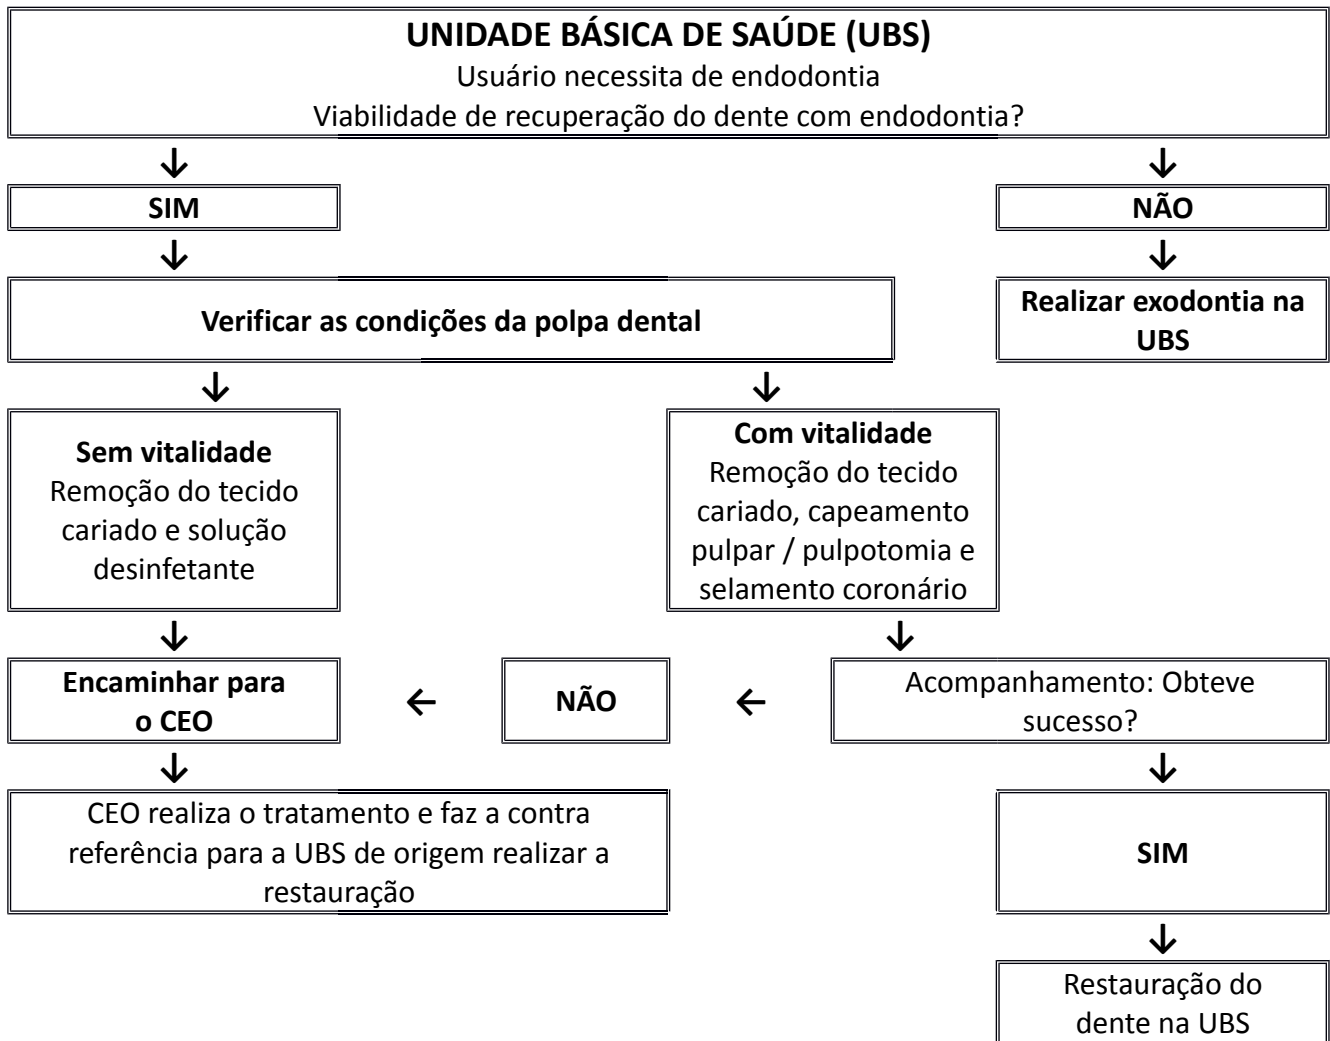 UNIDADE BÁSICA DE SAÚDE (UBS)
Usuário necessita de endodontia
Viabilidade de recuperação do dente com endodontia?
↓ ↓
SIM NÃO
↓ ↓
Verificar as condições da polpa dental
Realizar exodontia na
UBS
↓ ↓
Sem vitalidade
Remoção do tecido
cariado e solução
desinfetante
Com vitalidade
Remoção do tecido
cariado, capeamento
pulpar / pulpotomia e
selamento coronário
↓ ↓
Encaminhar para
o CEO
←
NÃO
←
Acompanhamento: Obteve
sucesso?
↓ ↓
CEO realiza o tratamento e faz a contra
referência para a UBS de origem realizar a
restauração
SIM
↓
Restauração do
dente na UBS